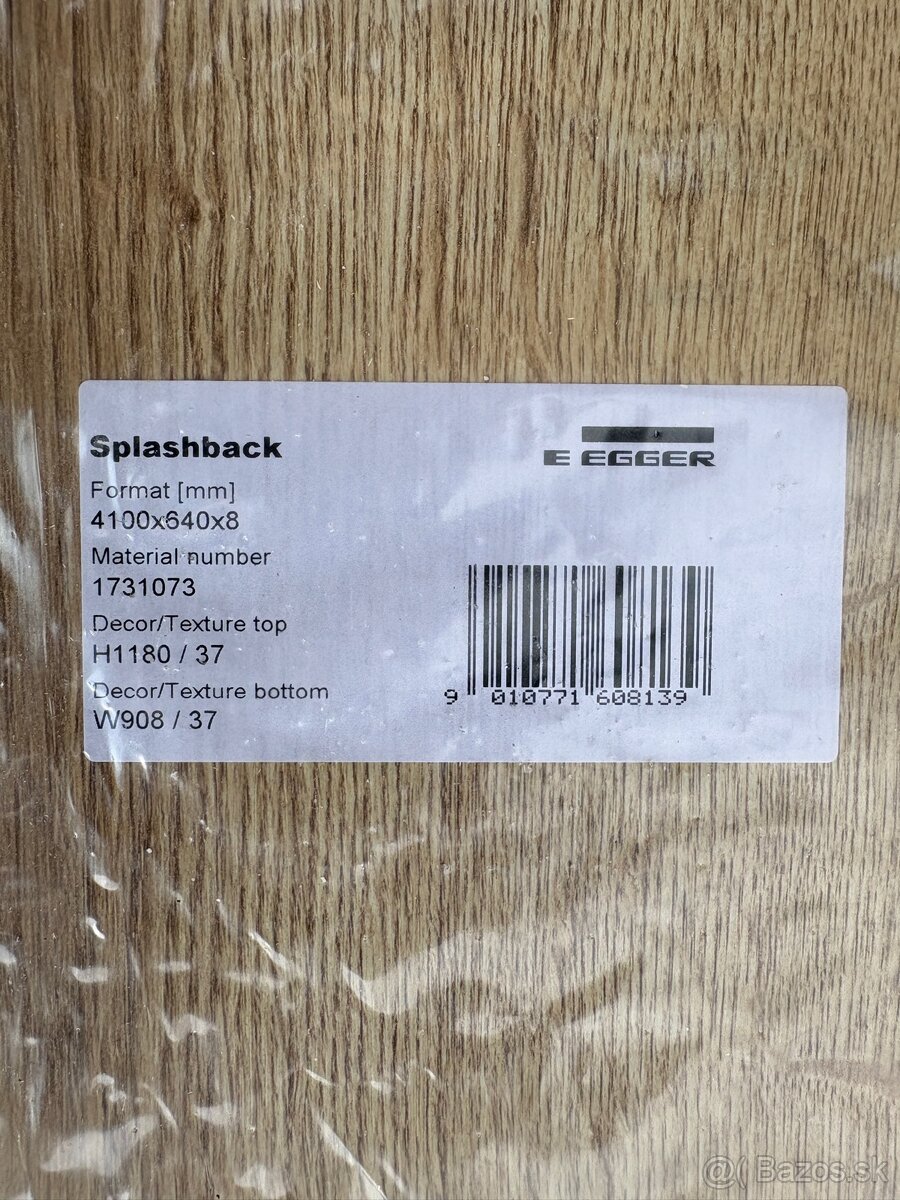 Splashback
E EGGER
Format [mm]
4100x640x8
Material number
1731073
Decor/Texture top
H1180 / 37
Decor/Texture bottom
W908 / 37
9 010771 608139
@( Bazos.sk